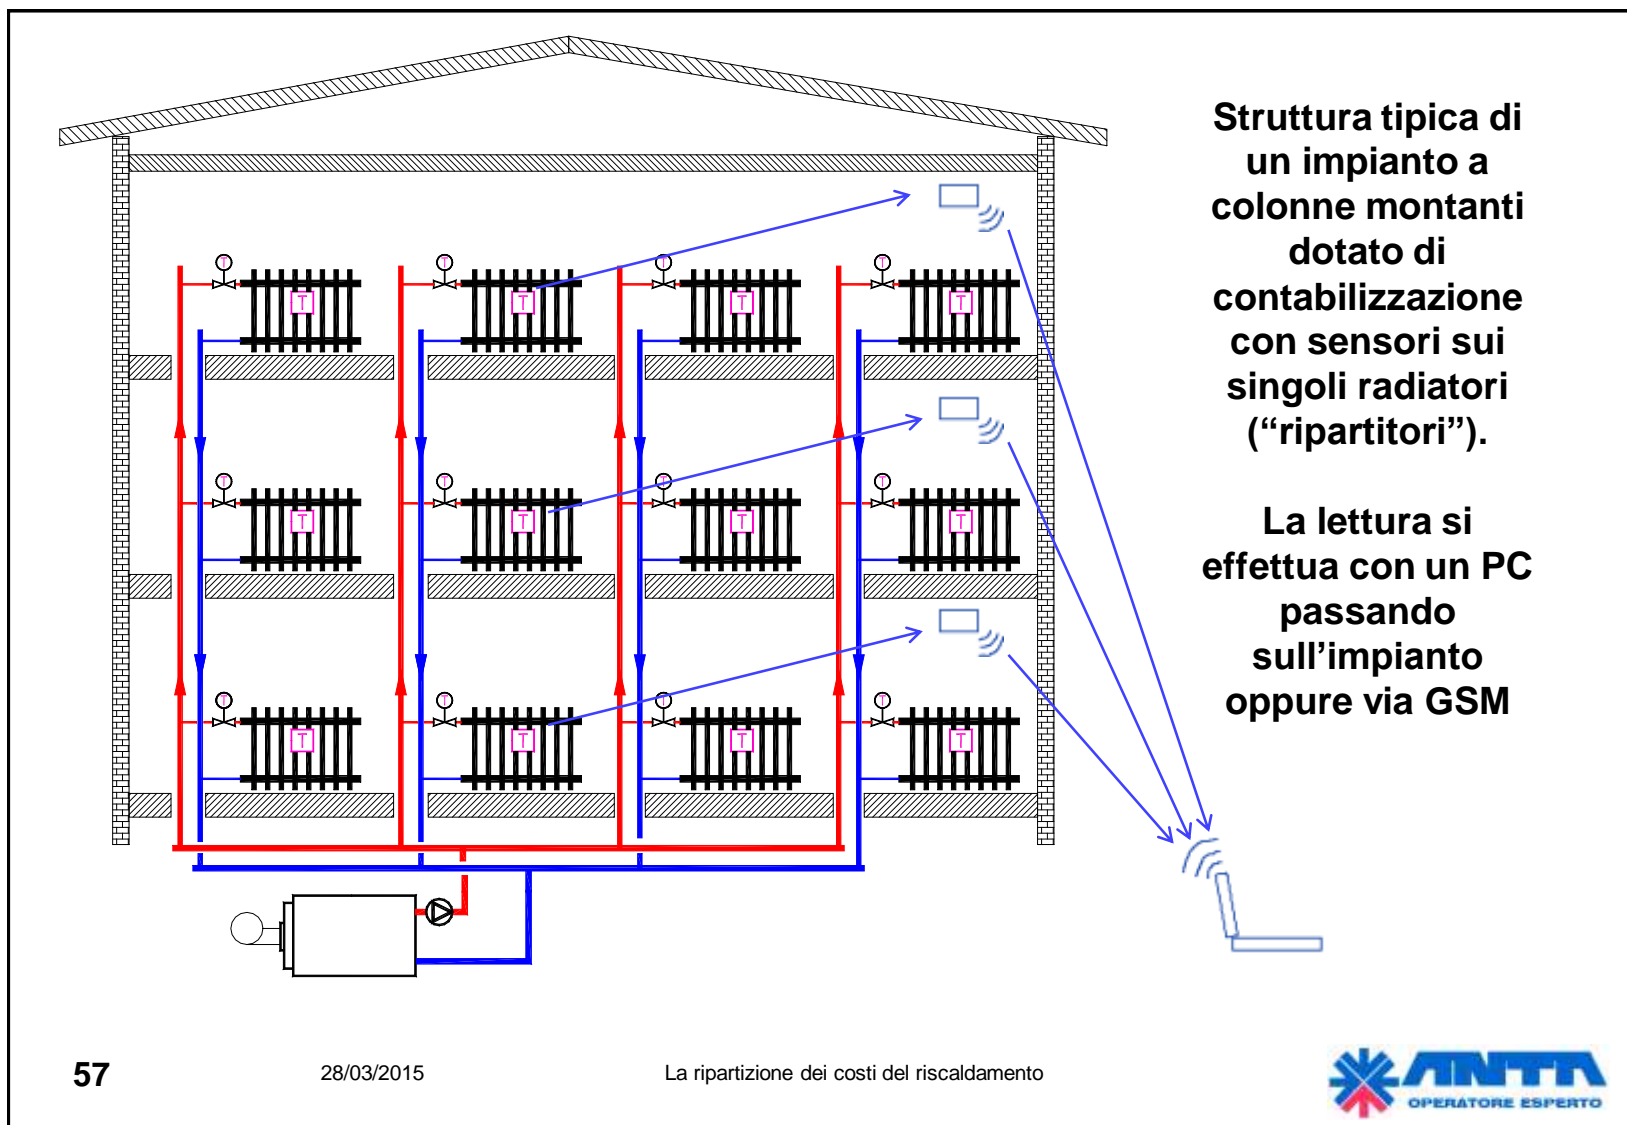 Struttura tipica di
un impianto a
colonne montanti
dotato di
contabilizzazione
con sensori sui
singoli radiatori
(“ripartitori”).
La lettura si
effettua con un PC
passando
sull’impianto
oppure via GSM
T T T T
T T T T
T T T T
T T T T
T T T T
T T T T
57
28/03/2015
La ripartizione dei costi del riscaldamento
ANTA
OPERATORE ESPERTO